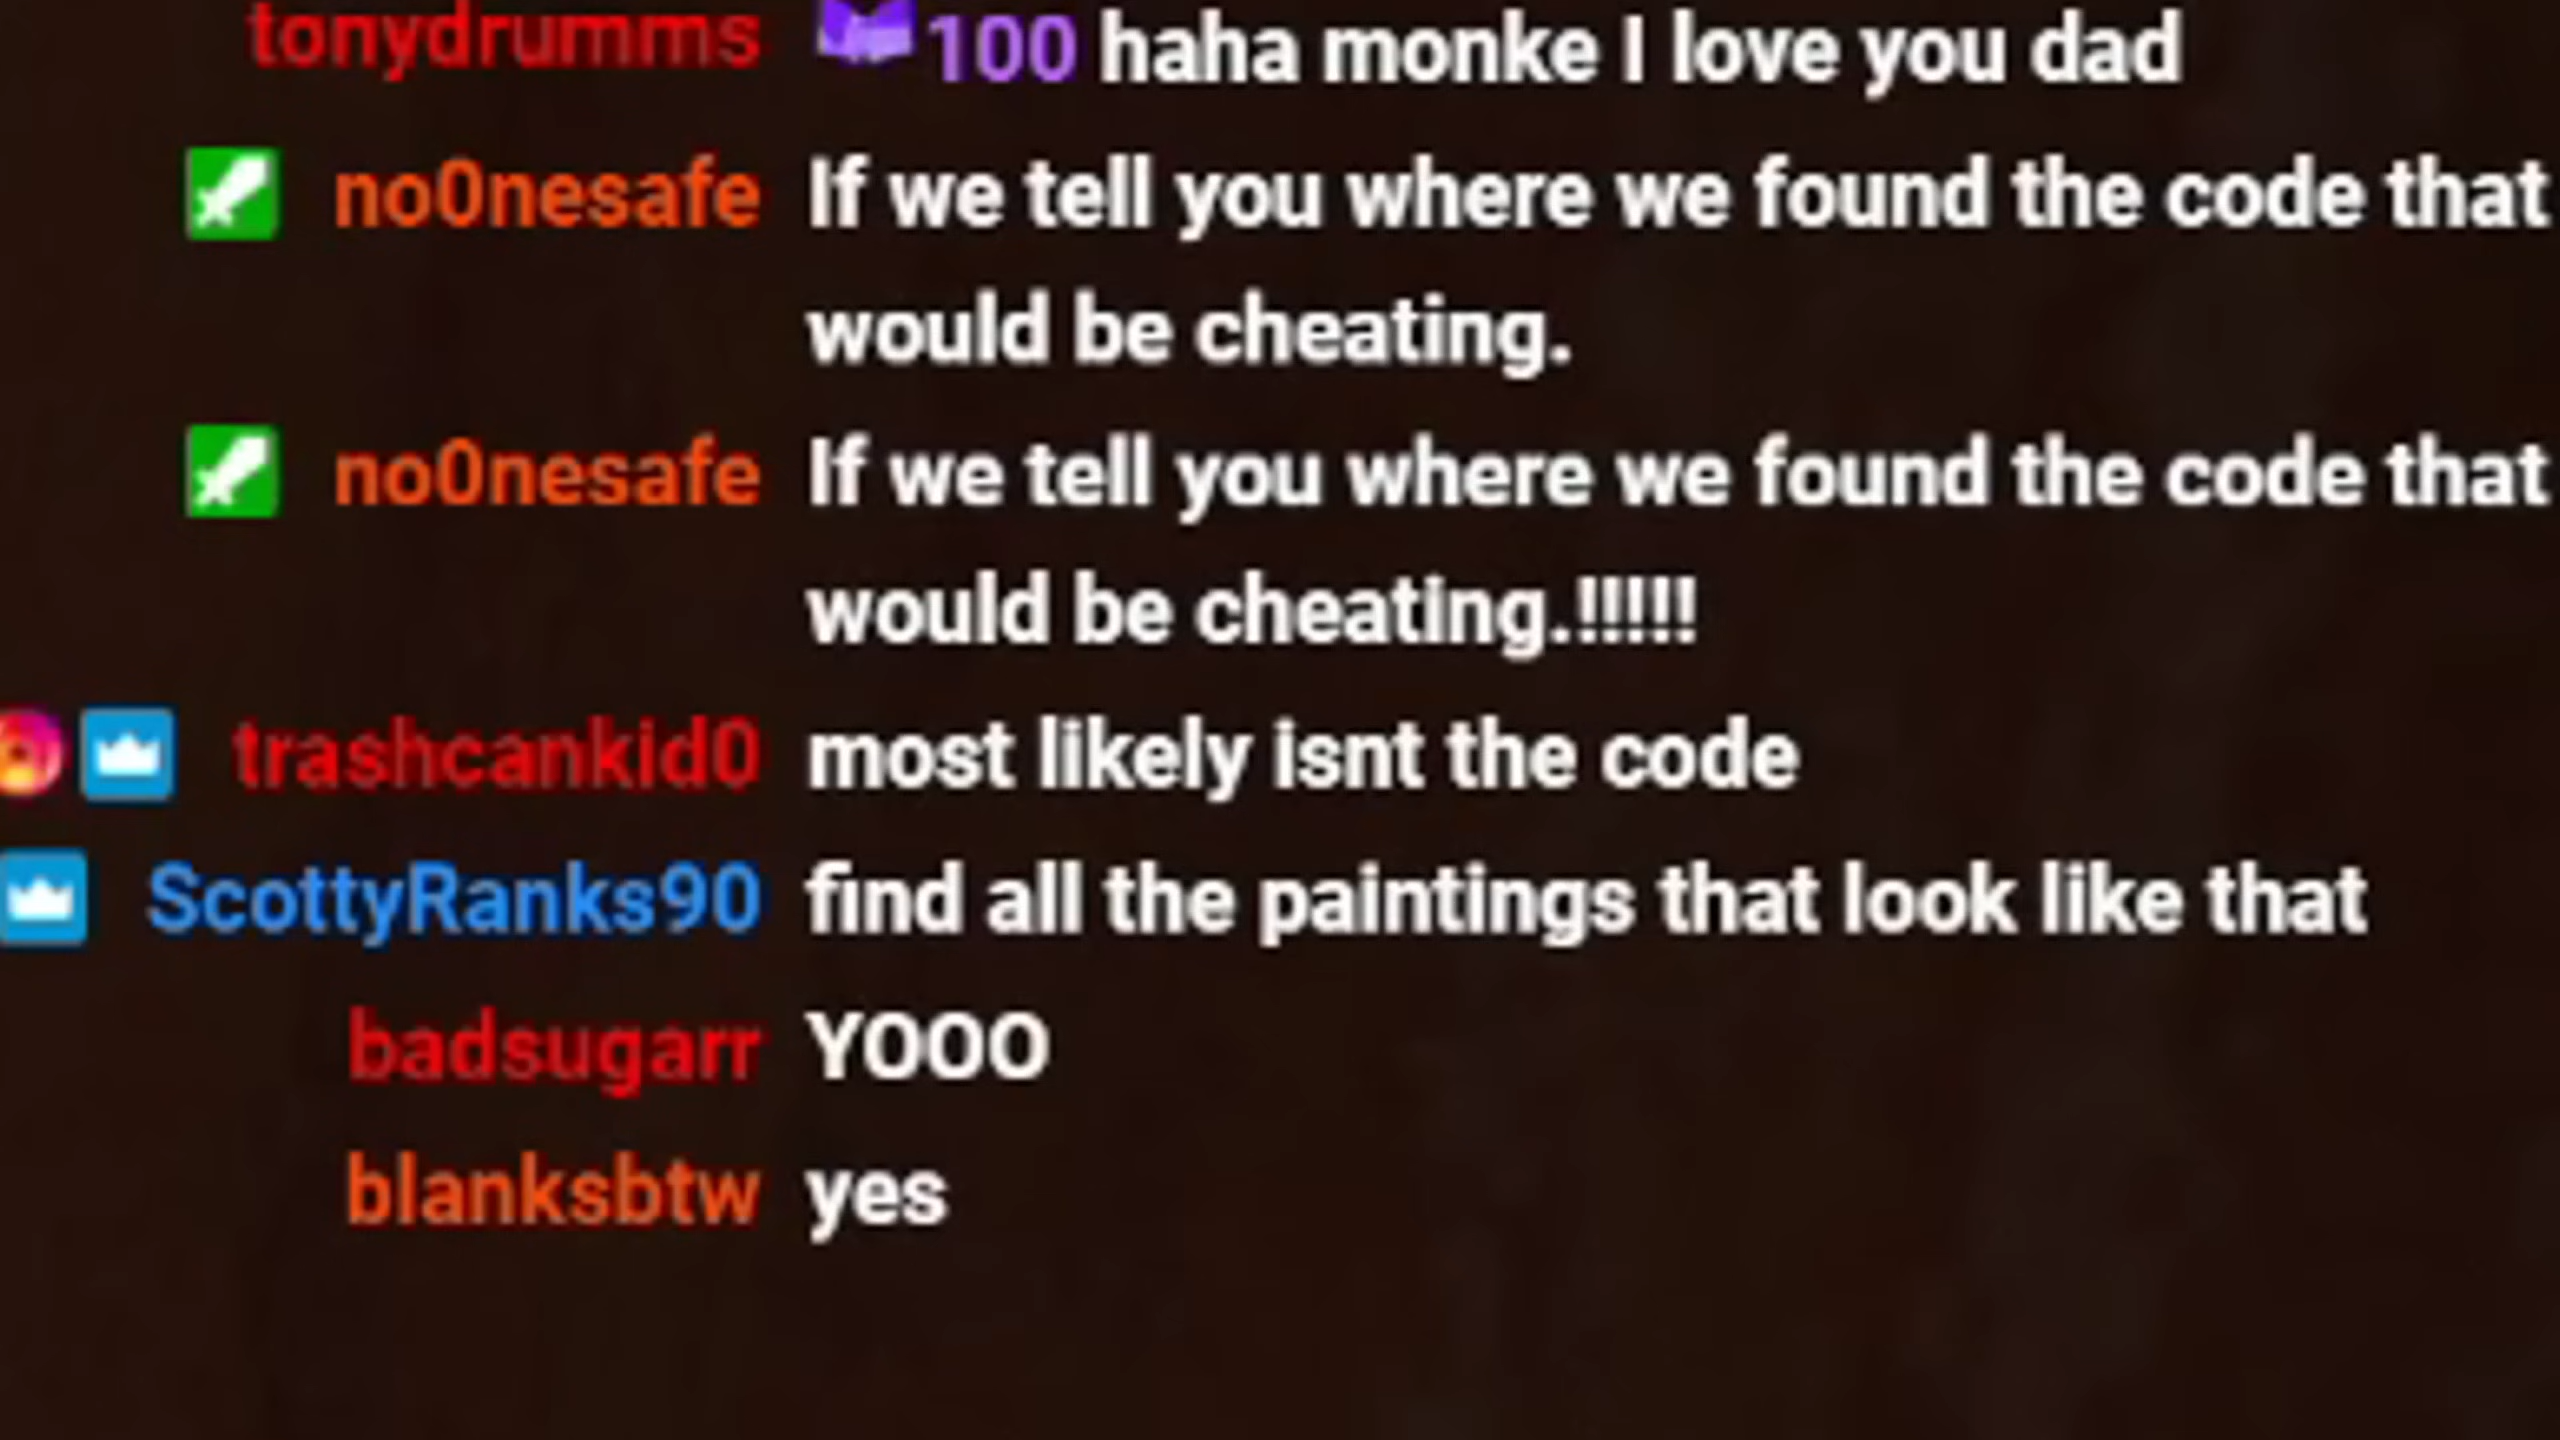 tonydrumms 100 haha monke I love you dad
no0nesafe If we tell you where we found the code that
would be cheating.
no0nesafe If we tell you where we found the code that
would be cheating.!!!!!
trashcankid0 most likely isnt the code
ScottyRanks90 find all the paintings that look like that
badsugarr YOOO
blanksbtw yes